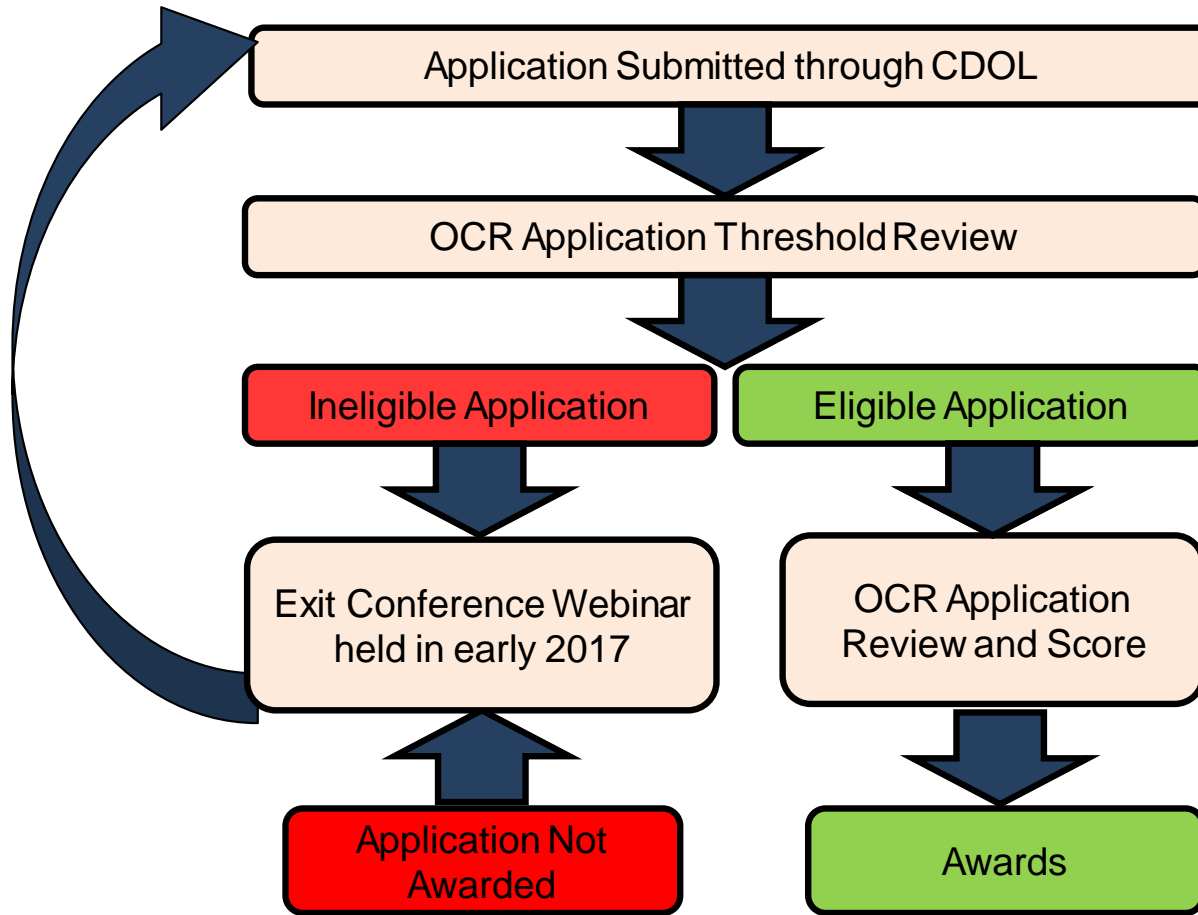 Application Submitted through CDOL
OCR Application Threshold Review
Ineligible Application
Eligible Application
Exit Conference Webinar
held in early 2017
OCR Application
Review and Score
Application Not
Awarded
Awards